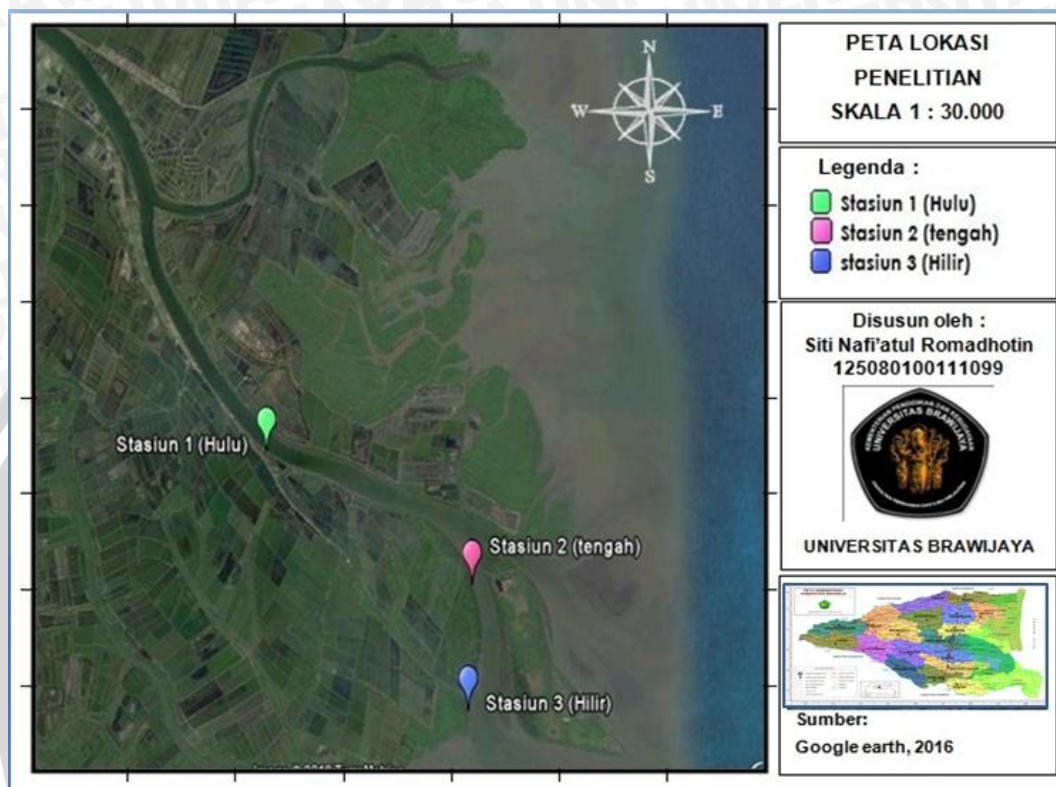 N
W
E
S
Stasiun 1 (Hulu)
Stasiun 2 (tengah)
Stasiun 3 (Hilir)
PETA LOKASI
PENELITIAN
SKALA 1 : 30.000
Legenda :
Stasiun 1 (Hulu)
Stasiun 2 (tengah)
stasiun 3 (Hilir)
Disusun oleh :
Siti Nafi'atul Romadhotin
125080100111099
UNIVERSITAS BRAWIJAYA
UNIVERSITAS BRAWIJAYA
Sumber:
Google earth, 2016